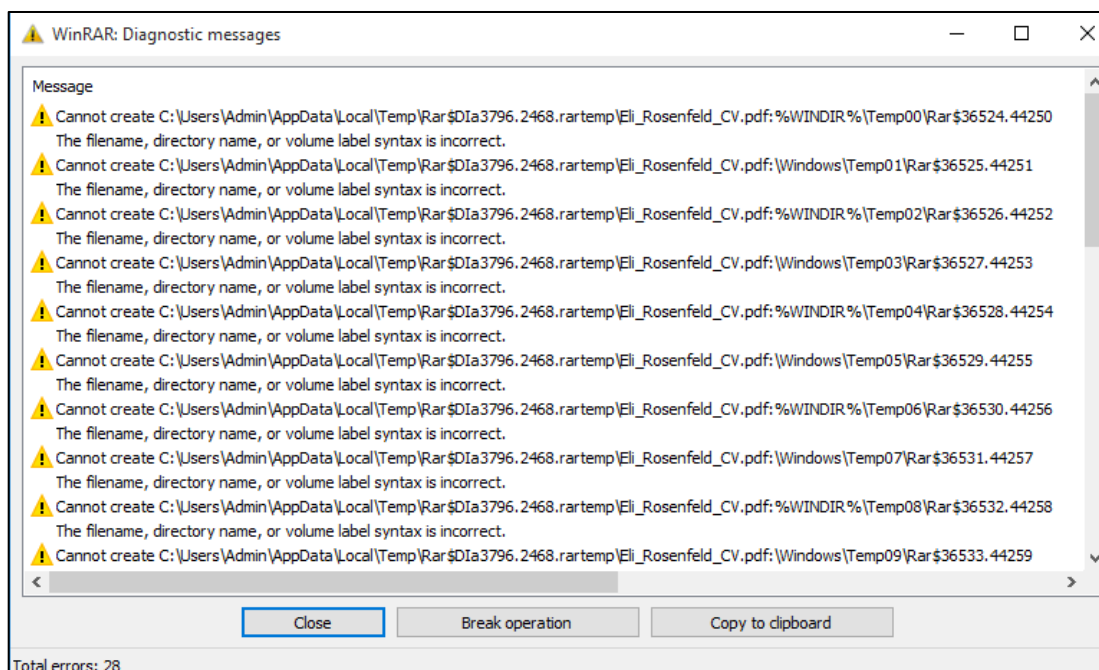 WinRAR: Diagnostic messages
Message
Cannot create C:\Users\Admin\AppData\Local\Temp\Rar$DIa3796.2468.rartemp\Eli_Rosenfeld_CV.pdf:%WINDIR%\Temp00\Rar$36524.44250
The filename, directory name, or volume label syntax is incorrect.
Cannot create C:\Users\Admin\AppData\Local\Temp\Rar$DIa3796.2468.rartemp\Eli_Rosenfeld_CV.pdf:\Windows\Temp01\Rar$36525.44251
The filename, directory name, or volume label syntax is incorrect.
Cannot create C:\Users\Admin\AppData\Local\Temp\Rar$DIa3796.2468.rartemp\Eli_Rosenfeld_CV.pdf:%WINDIR%\Temp02\Rar$36526.44252
The filename, directory name, or volume label syntax is incorrect.
Cannot create C:\Users\Admin\AppData\Local\Temp\Rar$DIa3796.2468.rartemp\Eli_Rosenfeld_CV.pdf:\Windows\Temp03\Rar$36527.44253
The filename, directory name, or volume label syntax is incorrect.
Cannot create C:\Users\Admin\AppData\Local\Temp\Rar$DIa3796.2468.rartemp\Eli_Rosenfeld_CV.pdf:%WINDIR%\Temp04\Rar$36528.44254
The filename, directory name, or volume label syntax is incorrect.
Cannot create C:\Users\Admin\AppData\Local\Temp\Rar$DIa3796.2468.rartemp\Eli_Rosenfeld_CV.pdf:\Windows\Temp05\Rar$36529.44255
The filename, directory name, or volume label syntax is incorrect.
Cannot create C:\Users\Admin\AppData\Local\Temp\Rar$DIa3796.2468.rartemp\Eli_Rosenfeld_CV.pdf:%WINDIR%\Temp06\Rar$36530.44256
The filename, directory name, or volume label syntax is incorrect.
Cannot create C:\Users\Admin\AppData\Local\Temp\Rar$DIa3796.2468.rartemp\Eli_Rosenfeld_CV.pdf:\Windows\Temp07\Rar$36531.44257
The filename, directory name, or volume label syntax is incorrect.
Cannot create C:\Users\Admin\AppData\Local\Temp\Rar$DIa3796.2468.rartemp\Eli_Rosenfeld_CV.pdf:%WINDIR%\Temp08\Rar$36532.44258
The filename, directory name, or volume label syntax is incorrect.
Cannot create C:\Users\Admin\AppData\Local\Temp\Rar$DIa3796.2468.rartemp\Eli_Rosenfeld_CV.pdf:\Windows\Temp09\Rar$36533.44259
Close
Break operation
Copy to clipboard
Total errors: 28